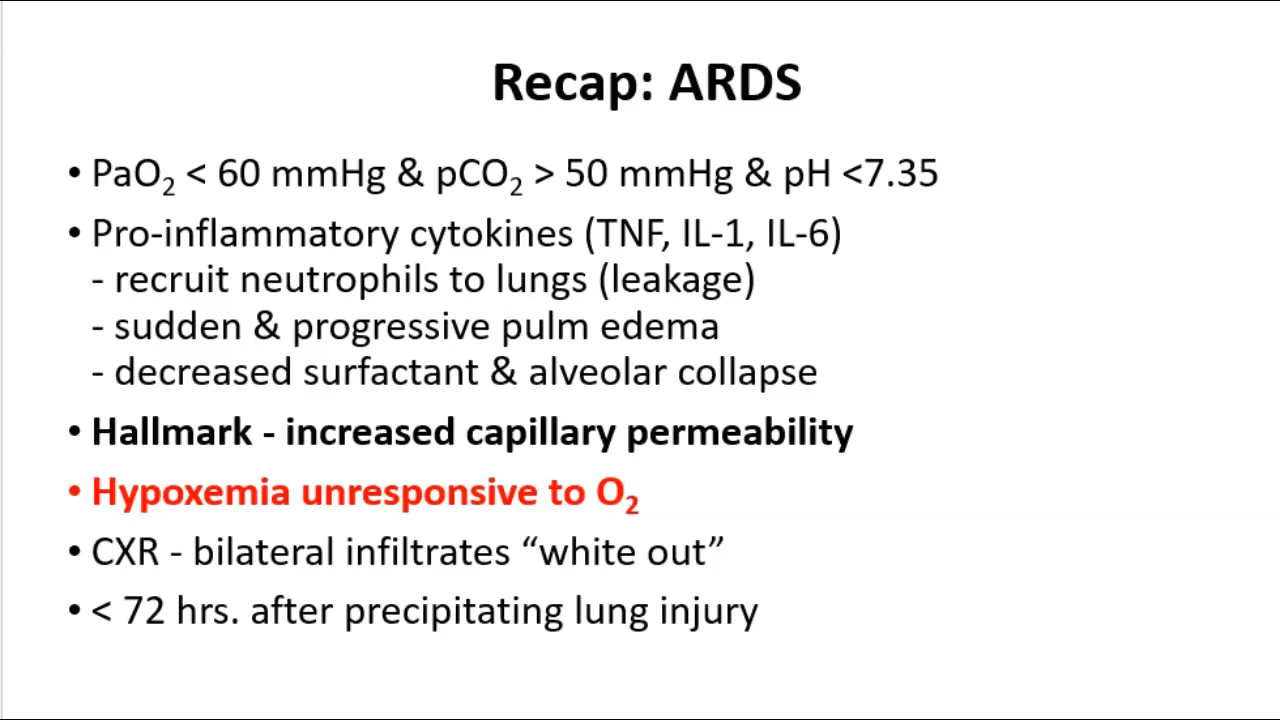 Recap: ARDS
• PaO₂ < 60 mmHg & pCO₂ > 50 mmHg & pH <7.35
• Pro-inflammatory cytokines (TNF, IL-1, IL-6)
- recruit neutrophils to lungs (leakage)
- sudden & progressive pulm edema
- decreased surfactant & alveolar collapse
• Hallmark - increased capillary permeability
• Hypoxemia unresponsive to O₂
• CXR - bilateral infiltrates “white out”
• < 72 hrs. after precipitating lung injury